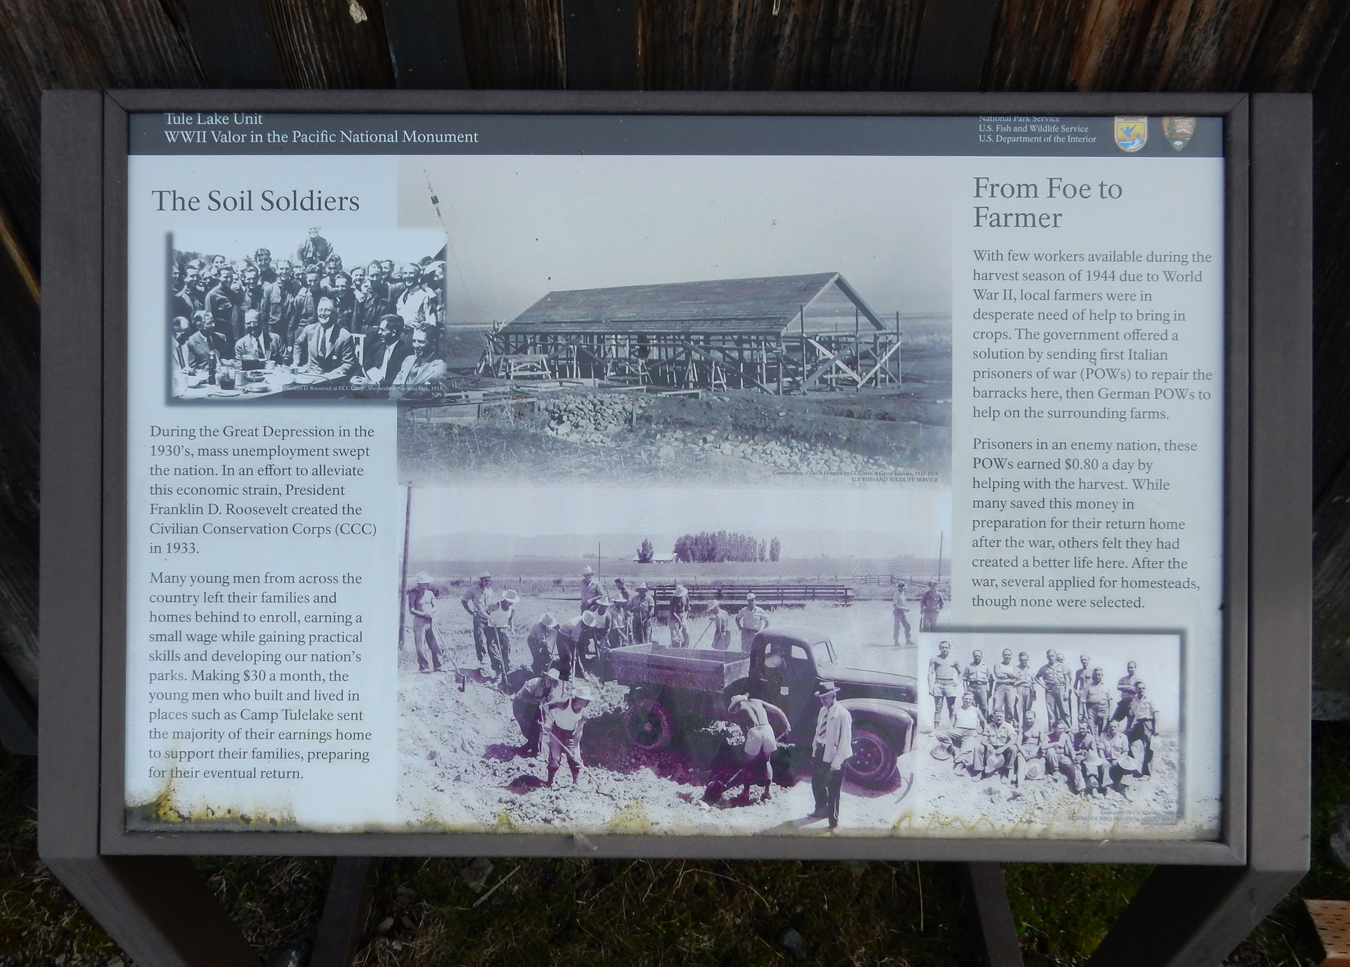 Tule Lake Unit
WWII Valor in the Pacific National Monument
National Park Service
U.S. Fish and Wildlife Service
U.S. Department of the Interior
The Soil Soldiers
During the Great Depression in the
1930's, mass unemployment swept
the nation. In an effort to alleviate
this economic strain, President
Franklin D. Roosevelt created the
Civilian Conservation Corps (CCC)
in 1933.
Many young men from across the
country left their families and
homes behind to enroll, earning a
small wage while gaining practical
skills and developing our nation's
parks. Making $30 a month, the
young men who built and lived in
places such as Camp Tulelake sent
the majority of their earnings home
to support their families, preparing
for their eventual return.
U.S. FISH AND WILDLIFE SERVICE
From Foe to
Farmer
With few workers available during the
harvest season of 1944 due to World
War II, local farmers were in
desperate need of help to bring in
crops. The government offered a
solution by sending first Italian
prisoners of war (POWs) to repair the
barracks here, then German POWs to
help on the surrounding farms.
Prisoners in an enemy nation, these
POWs earned $0.80 a day by
helping with the harvest. While
many saved this money in
preparation for their return home
after the war, others felt they had
created a better life here. After the
war, several applied for homesteads,
though none were selected.